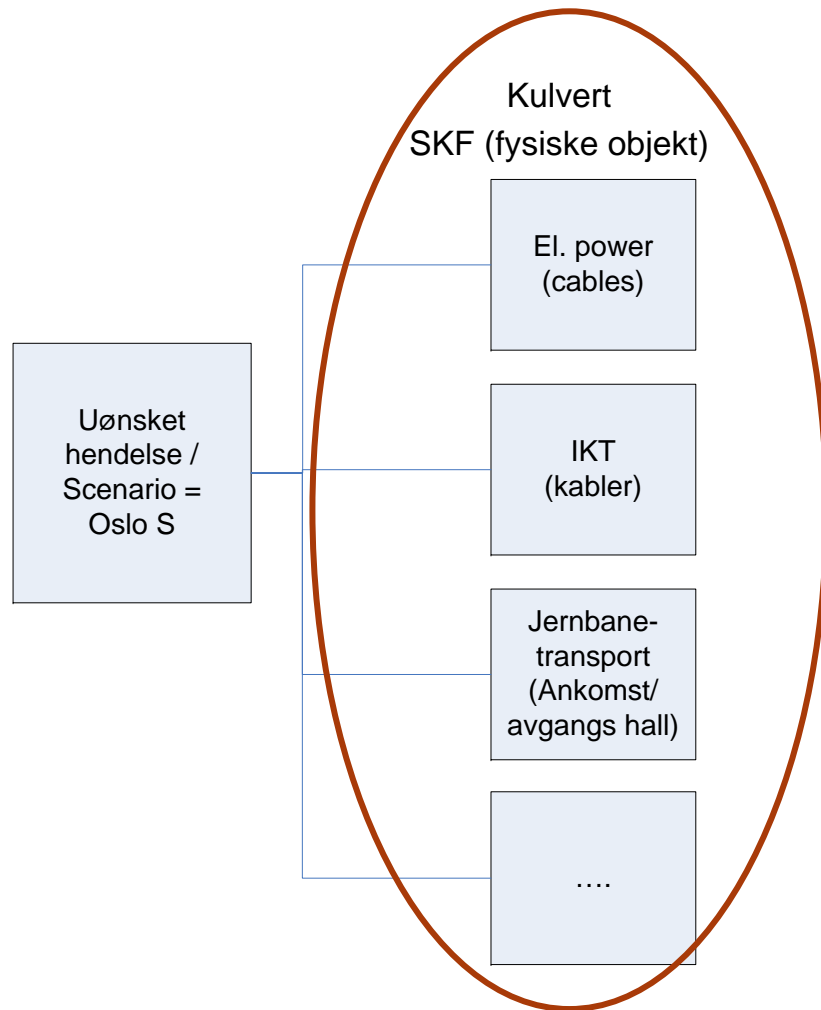 Kulvert
SKF (fysiske objekt)
El. power
(cables)
Uønsket
hendelse /
Scenario =
Oslo S
IKT
(kabler)
Jernbane-
transport
(Ankomst/
avgangs hall)
....